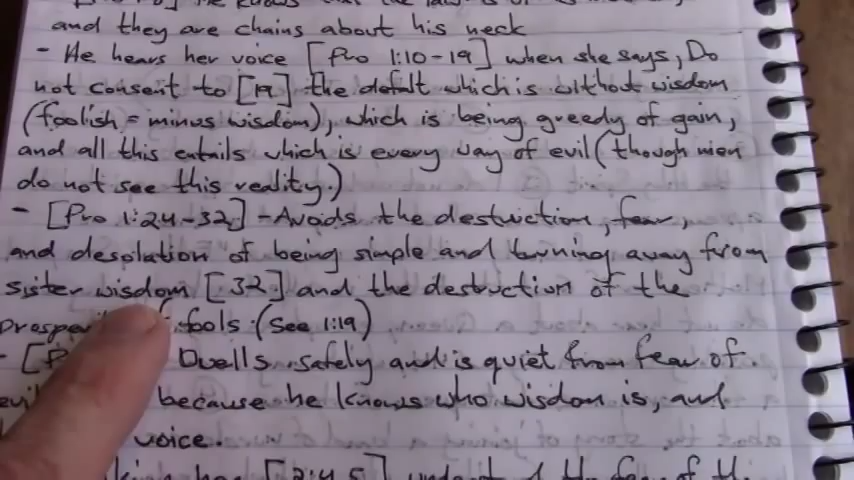 and they are chains about his neck
- He hears her voice [Pro 1:10-19] when she says, Do
not consent to [19] the defalt which is without wisdom
(foolish = minus wisdom), which is being greedy of gain,
and all this entails which is every way of evil (though men
do not see this reality.)
- [Pro 1:24-32] - Avoids the destruction, fear,
and desolation of being simple and turning away from
sister wisdom [32] and the destruction of the
fools. (see 1:19)
Dwells safely and is quiet from fear of
because he knows who wisdom is, and
voice.